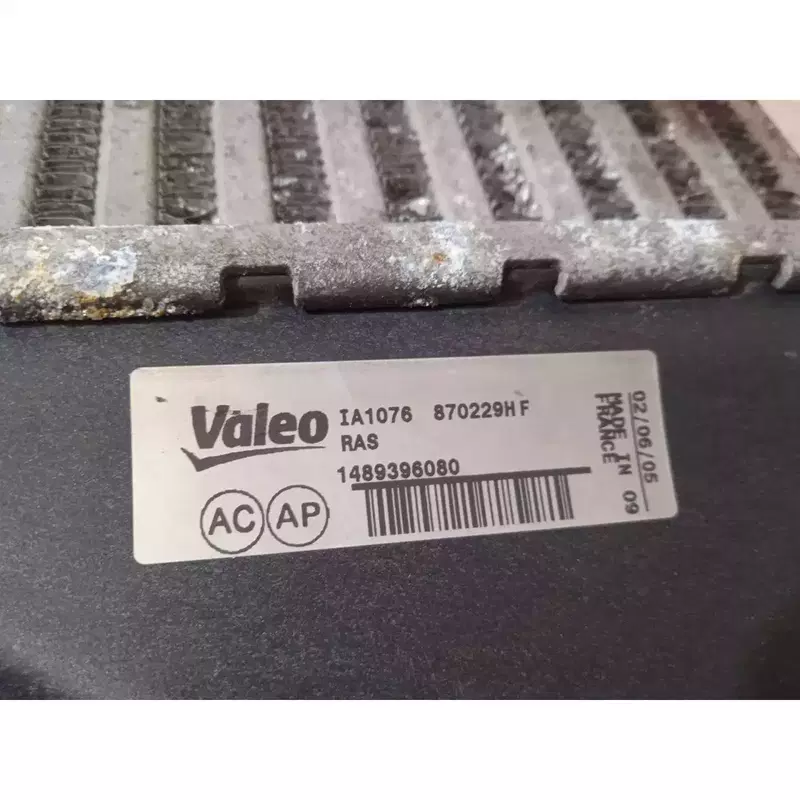 Valeo
IA1076 870229HF
RAS
1489396080
AC AP
02/06/05
MADE IN 09
FRANCE